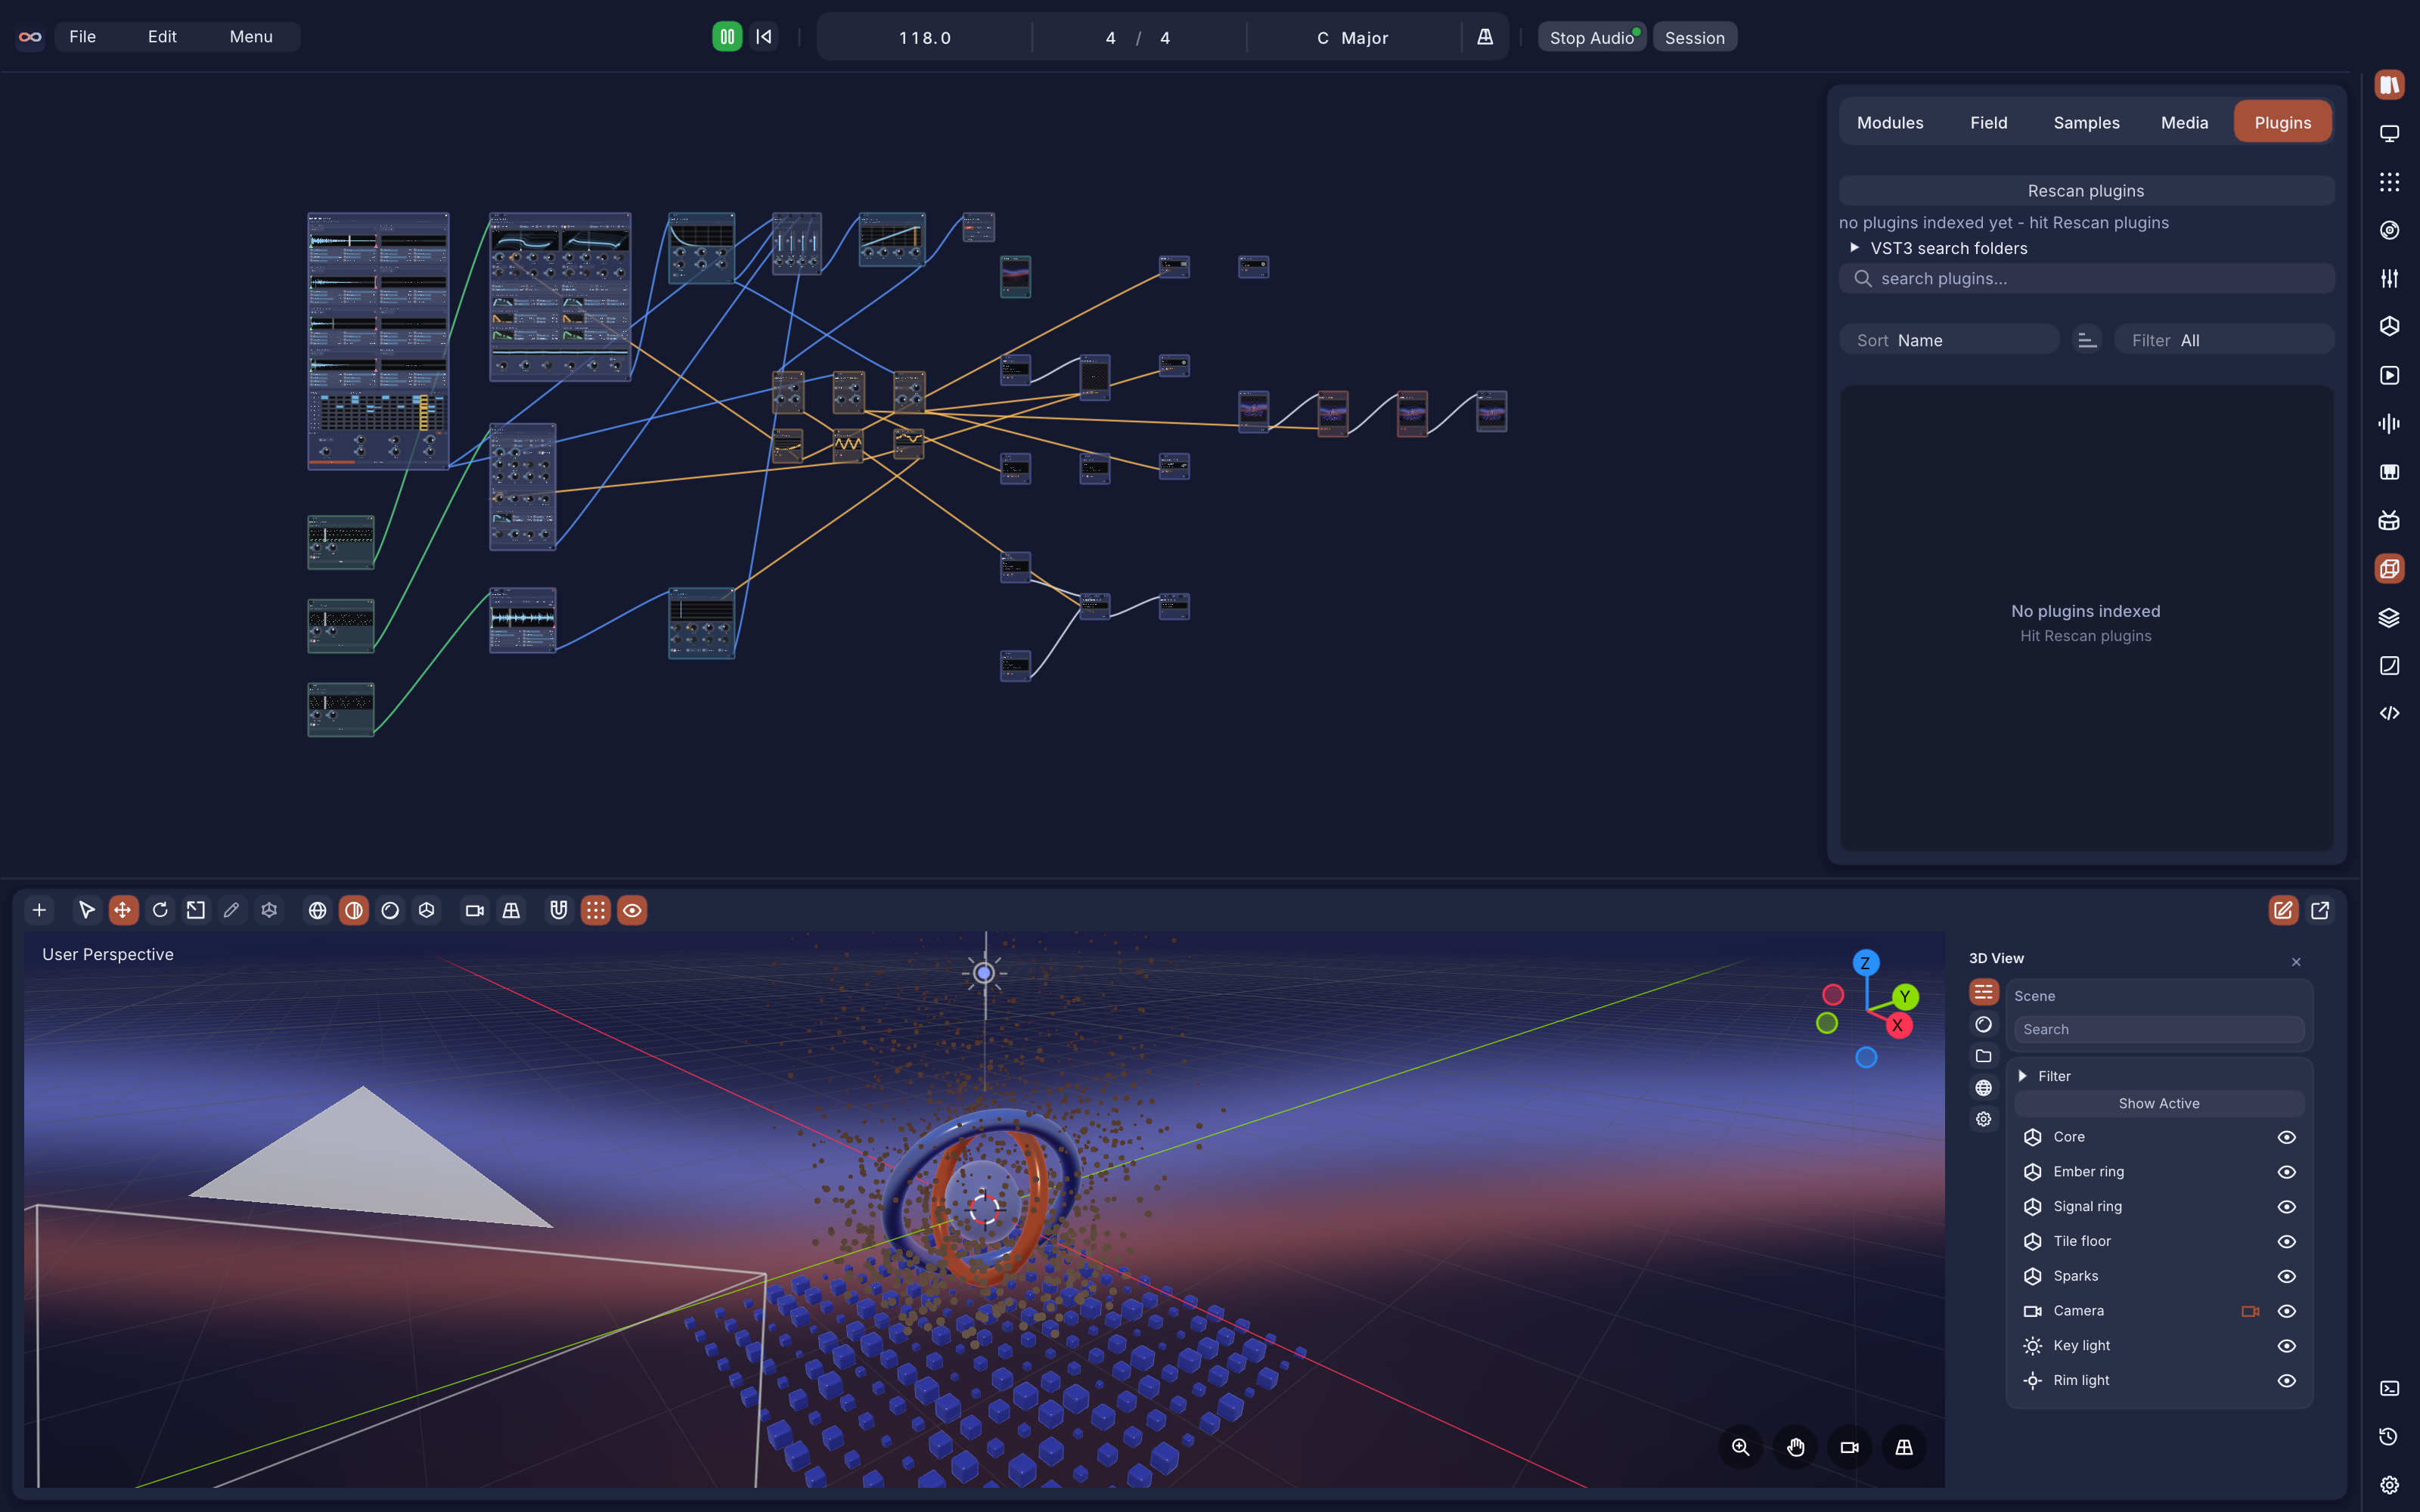 File Edit Menu
118.0 4 / 4 C Major
Stop Audio Session
Modules Field Samples Media Plugins
Rescan plugins
no plugins indexed yet - hit Rescan plugins
VST3 search folders
search plugins...
Sort Name Filter All
No plugins indexed
Hit Rescan plugins
User Perspective
Z
Y
X
3D View
Scene
Search
Filter
Show Active
Core
Ember ring
Signal ring
Tile floor
Sparks
Camera
Key light
Rim light